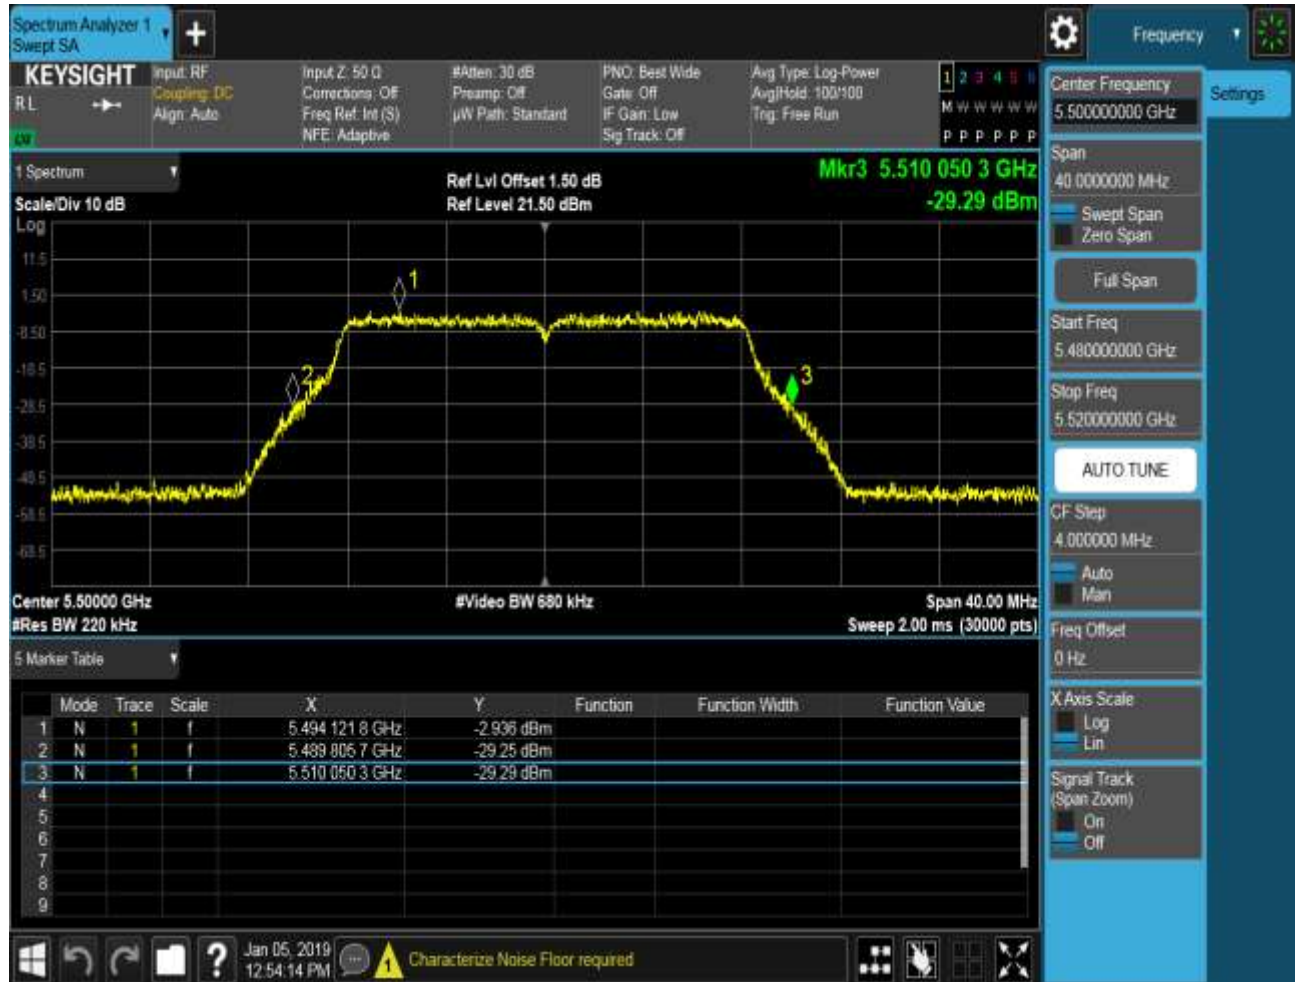 Spectrum Analyzer 1
Swept SA
+
Frequency
KEYSIGHT
R L
Input: RF
Coupling: DC
Align: Auto
Input Z: 50 Ω
Corrections: Off
Freq Ref: Int (S)
NFE: Adaptive
#Atten: 30 dB
Preamp: Off
µW Path: Standard
PNO: Best Wide
Gate: Off
IF Gain: Low
Sig Track: Off
Avg Type: Log-Power
Avg|Hold: 100/100
Trig: Free Run
1 2 3 4 5 6
M W W W W W
P P P P P P
1 Spectrum
Scale/Div 10 dB
Ref Lvl Offset 1.50 dB
Ref Level 21.50 dBm
Mkr3 5.510 050 3 GHz
-29.29 dBm
Log
11.5
1.50
-8.50
-18.5
-28.5
-38.5
-48.5
-58.5
-68.5
1
2
3
Center 5.50000 GHz
#Res BW 220 kHz
#Video BW 680 kHz
Span 40.00 MHz
Sweep 2.00 ms (30000 pts)
5 Marker Table
Mode Trace Scale X Y Function Function Width Function Value
1 N 1 f 5.494 121 8 GHz -2.936 dBm
2 N 1 f 5.489 805 7 GHz -29.25 dBm
3 N 1 f 5.510 050 3 GHz -29.29 dBm
4
5
6
7
8
9
Jan 05, 2019
12:54:14 PM
Characterize Noise Floor required
Settings
Center Frequency
5.500000000 GHz
Span
40.0000000 MHz
Swept Span
Zero Span
Full Span
Start Freq
5.480000000 GHz
Stop Freq
5.520000000 GHz
AUTO TUNE
CF Step
4.000000 MHz
Auto
Man
Freq Offset
0 Hz
X Axis Scale
Log
Lin
Signal Track
(Span Zoom)
On
Off